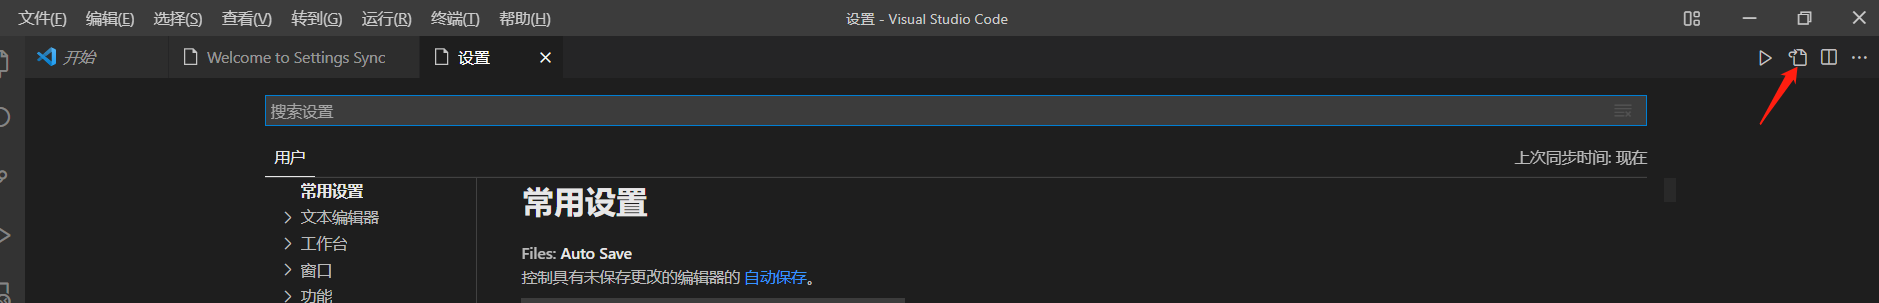 文件(F) 编辑(E) 选择(S) 查看(V) 转到(G) 运行(R) 终端(T) 帮助(H) 设置 - Visual Studio Code
开始 Welcome to Settings Sync 设置
搜索设置
用户 上次同步时间: 现在
常用设置
文本编辑器
工作台
窗口
功能
常用设置
Files: Auto Save
控制具有未保存更改的编辑器的 自动保存。